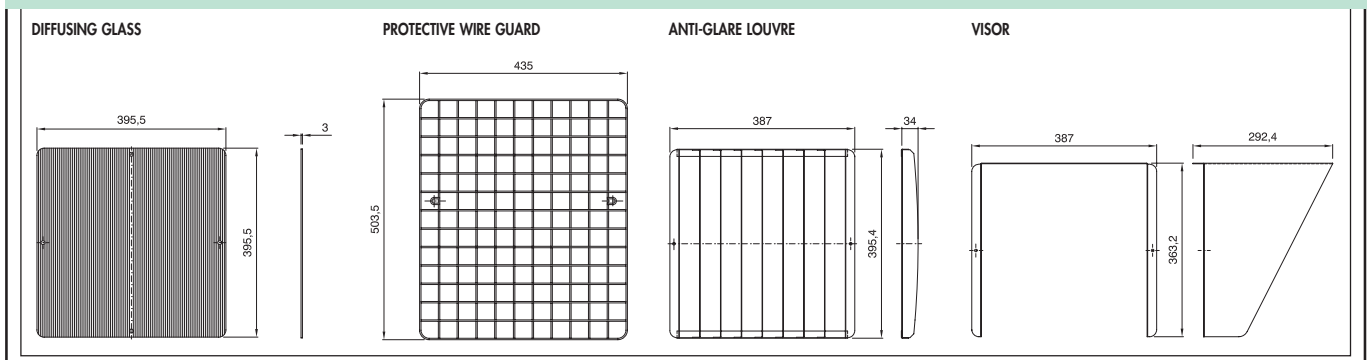 DIFFUSING GLASS
395,5
3
395,5
PROTECTIVE WIRE GUARD
435
503,5
ANTI-GLARE LOUVRE
387
34
395,4
VISOR
387
292,4
363,2